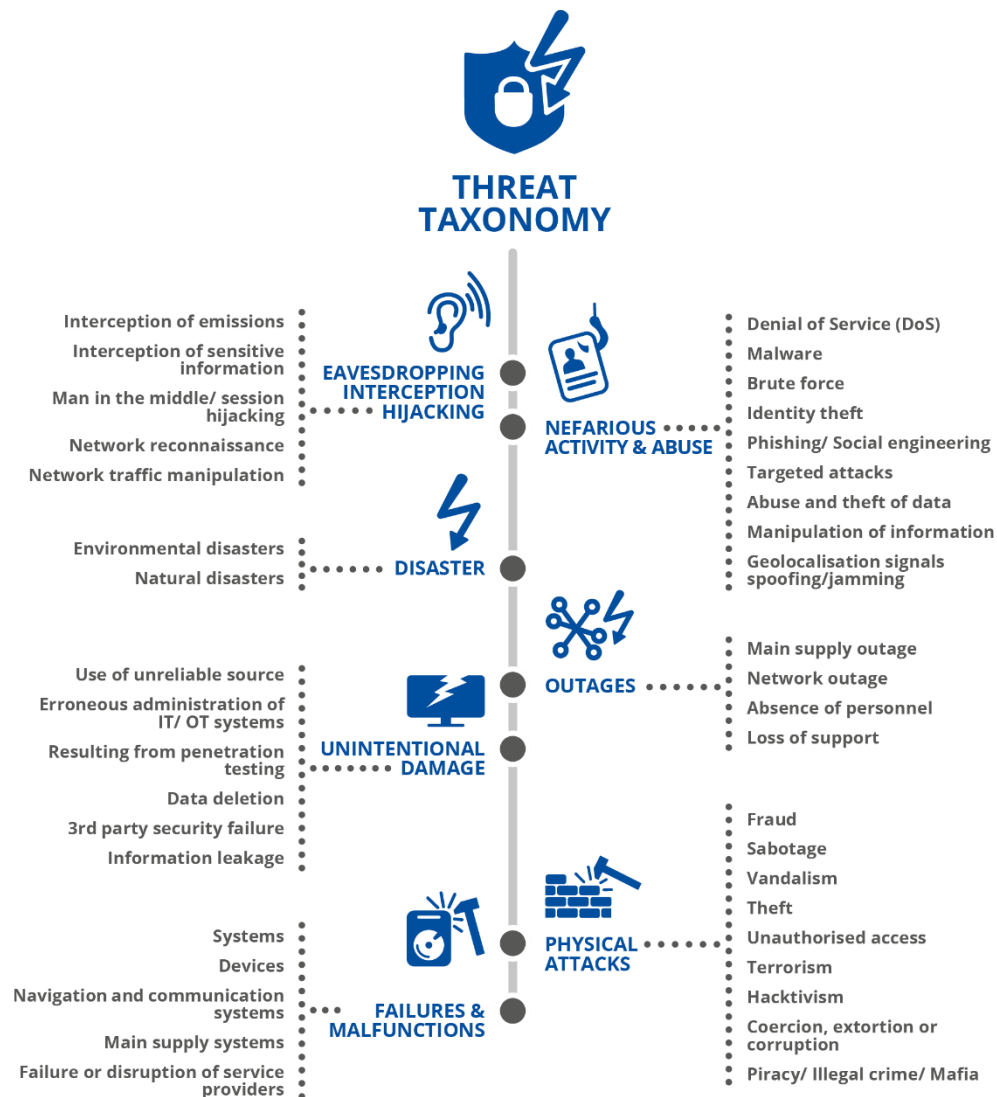 THREAT
TAXONOMY
Interception of emissions
Interception of sensitive
information
Man in the middle/ session
hijacking
Network reconnaissance
Network traffic manipulation
EAVESDROPPING
INTERCEPTION
HIJACKING
NEFARIOUS
ACTIVITY & ABUSE
Denial of Service (DoS)
Malware
Brute force
Identity theft
Phishing/ Social engineering
Targeted attacks
Abuse and theft of data
Manipulation of information
Geolocalisation signals
spoofing/jamming
Environmental disasters
Natural disasters
DISASTER
OUTAGES
Main supply outage
Network outage
Absence of personnel
Loss of support
Use of unreliable source
Erroneous administration of
IT/ OT systems
Resulting from penetration
testing
Data deletion
3rd party security failure
Information leakage
UNINTENTIONAL
DAMAGE
PHYSICAL
ATTACKS
Fraud
Sabotage
Vandalism
Theft
Unauthorised access
Terrorism
Hacktivism
Coercion, extortion or
corruption
Piracy/ Illegal crime/ Mafia
Systems
Devices
Navigation and communication
systems
Main supply systems
Failure or disruption of service
providers
FAILURES &
MALFUNCTIONS